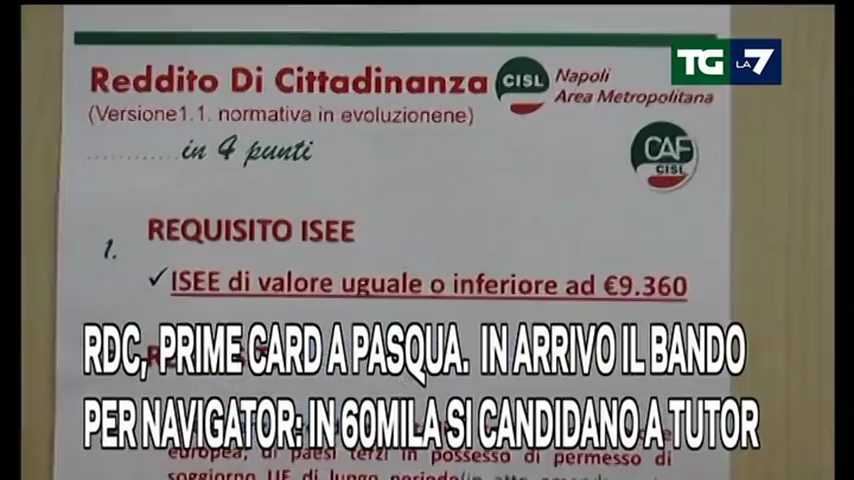 TG LA7
Reddito Di Cittadinanza CISL Napoli
Area Metropolitana
(Versione1.1. normativa in evoluzionene)
............in 4 punti
CAF
CISL
1. REQUISITO ISEE
✓ISEE di valore uguale o inferiore ad €9.360
RDC, PRIME CARD A PASQUA. IN ARRIVO IL BANDO
PER NAVIGATOR: IN 60MILA SI CANDIDANO A TUTOR
europea; di paesi terzi in possesso di permesso di
soggiorno UE di lungo periodo